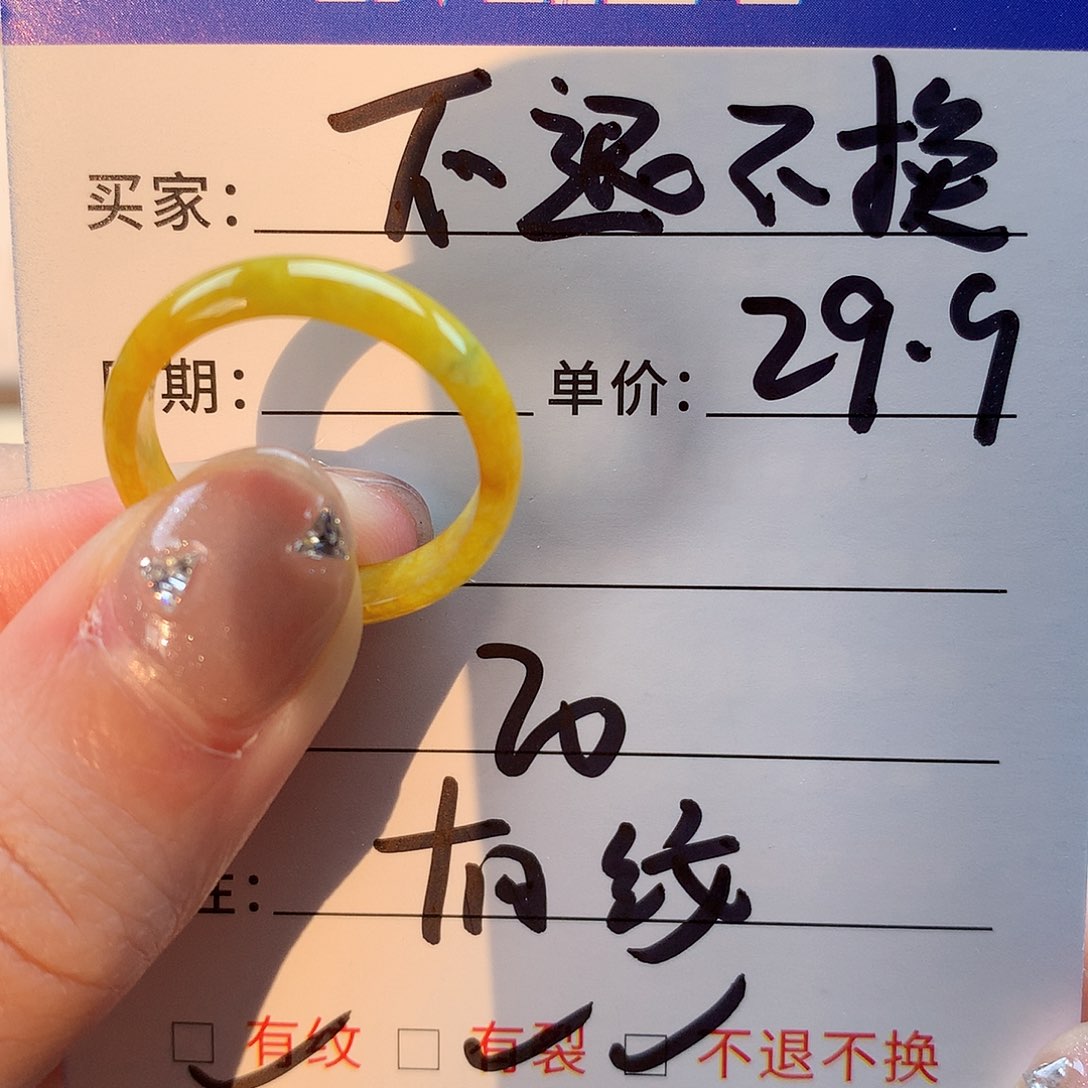 买家：不退不换
期：单价：29.9
20
注：有纹
有纹 有裂 不退不换